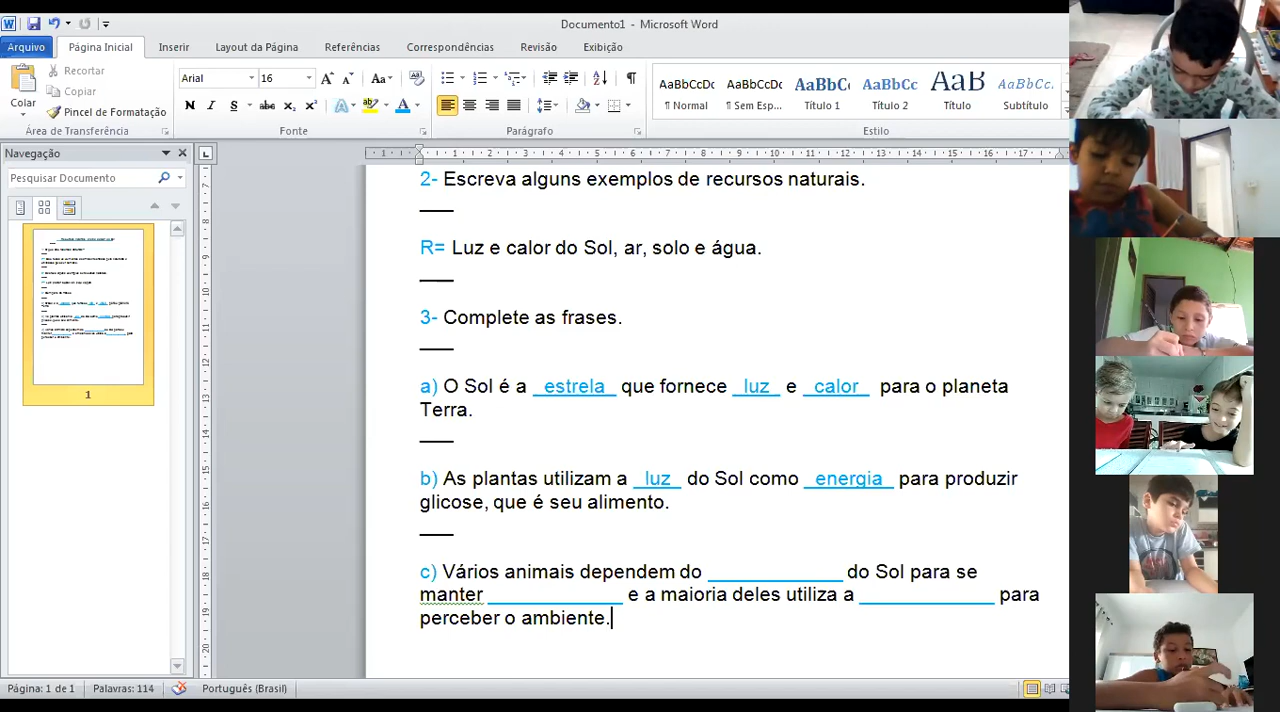 Documento1 - Microsoft Word
Arquivo Página Inicial Inserir Layout da Página Referências Correspondências Revisão Exibição
Colar
Recortar
Copiar
Pincel de Formatação
Área de Transferência
Arial 16
Fonte
Parágrafo
AaBbCcDc AaBbCcDc AaBbC AaBbCc AaB AaBbCc.
¶ Normal ¶ Sem Esp... Título 1 Título 2 Título Subtítulo
Estilo
Navegação
Pesquisar Documento
1
2- Escreva alguns exemplos de recursos naturais.
R= Luz e calor do Sol, ar, solo e água.
3- Complete as frases.
a) O Sol é a estrela que fornece luz e calor para o planeta
Terra.
b) As plantas utilizam a luz do Sol como energia para produzir
glicose, que é seu alimento.
c) Vários animais dependem do ____________ do Sol para se
manter ____________ e a maioria deles utiliza a ____________ para
perceber o ambiente.
Página: 1 de 1 Palavras: 114 Português (Brasil)